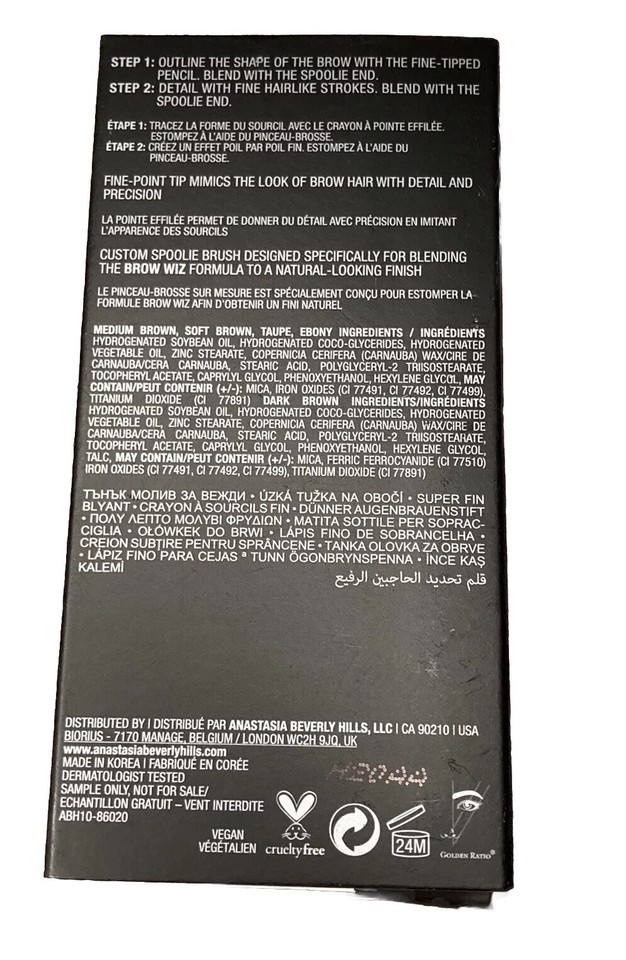 STEP 1: OUTLINE THE SHAPE OF THE BROW WITH THE FINE-TIPPED
PENCIL. BLEND WITH THE SPOOLIE END.
STEP 2: DETAIL WITH FINE HAIRLIKE STROKES. BLEND WITH THE
SPOOLIE END.
ÉTAPE 1: TRACEZ LA FORME DU SOURCIL AVEC LE CRAYON À POINTE EFFILÉE.
ESTOMPEZ À L'AIDE DU PINCEAU-BROSSE.
ÉTAPE 2: CRÉEZ UN EFFET POIL PAR POIL FIN. ESTOMPEZ À L'AIDE DU
PINCEAU-BROSSE.
FINE-POINT TIP MIMICS THE LOOK OF BROW HAIR WITH DETAIL AND
PRECISION
LA POINTE EFFILÉE PERMET DE DONNER DU DÉTAIL AVEC PRÉCISION EN IMITANT
L'APPARENCE DES SOURCILS
CUSTOM SPOOLIE BRUSH DESIGNED SPECIFICALLY FOR BLENDING
THE BROW WIZ FORMULA TO A NATURAL-LOOKING FINISH
LE PINCEAU-BROSSE SUR MESURE EST SPÉCIALEMENT CONÇU POUR ESTOMPER LA
FORMULE BROW WIZ AFIN D'OBTENIR UN FINI NATUREL
MEDIUM BROWN, SOFT BROWN, TAUPE, EBONY INGREDIENTS / INGRÉDIENTS
HYDROGENATED SOYBEAN OIL, HYDROGENATED COCO-GLYCERIDES, HYDROGENATED
VEGETABLE OIL, ZINC STEARATE, COPERNICIA CERIFERA (CARNAUBA) WAX/CIRE DE
CARNAUBA/CERA CARNAUBA, STEARIC ACID, POLYGLYCERYL-2 TRIISOSTEARATE,
TOCOPHERYL ACETATE, CAPRYLYL GLYCOL, PHENOXYETHANOL, HEXYLENE GLYCOL, MAY
CONTAIN/PEUT CONTENIR (+/-): MICA, IRON OXIDES (CI 77491, CI 77492, CI 77499),
TITANIUM DIOXIDE (CI 77891) DARK BROWN INGREDIENTS/INGRÉDIENTS
HYDROGENATED SOYBEAN OIL, HYDROGENATED COCO-GLYCERIDES, HYDROGENATED
VEGETABLE OIL, ZINC STEARATE, COPERNICIA CERIFERA (CARNAUBA) WAX/CIRE DE
CARNAUBA/CERA CARNAUBA, STEARIC ACID, POLYGLYCERYL-2 TRIISOSTEARATE,
TOCOPHERYL ACETATE, CAPRYLYL GLYCOL, PHENOXYETHANOL, HEXYLENE GLYCOL,
TALC, MAY CONTAIN/PEUT CONTENIR (+/-): MICA, FERRIC FERROCYANIDE (CI 77510)
IRON OXIDES (CI 77491, CI 77492, CI 77499), TITANIUM DIOXIDE (CI 77891)
ТЪНЪК МОЛИВ ЗА ВЕЖДИ • ÚZKÁ TUŽKA NA OBOČÍ • SUPER FIN
BLYANT • CRAYON À SOURCILS FIN • DÜNNER AUGENBRAUENSTIFT
• ΠΟΛΥ ΛΕΠΤΟ ΜΟΛΥΒΙ ΦΡΥΔΙΩΝ • MATITA SOTTILE PER SOPRAC-
CIGLIA • OŁÓWEK DO BRWI • LÁPIS FINO DE SOBRANCELHA •
CREION SUBȚIRE PENTRU SPRÂNCENE • TANKA OLOVKA ZA OBRVE
• LÁPIZ FINO PARA CEJAS ª TUNN ÖGONBRYNSPENNA • İNCE KAŞ
KALEMİ
قلم تحديد الحاجبين الرفيع
DISTRIBUTED BY | DISTRIBUÉ PAR ANASTASIA BEVERLY HILLS, LLC | CA 90210 | USA
BIORIUS - 7170 MANAGE, BELGIUM / LONDON WC2H 9JQ, UK
www.anastasiabeverlyhills.com
MADE IN KOREA | FABRIQUÉ EN CORÉE
DERMATOLOGIST TESTED
SAMPLE ONLY, NOT FOR SALE/
ECHANTILLON GRATUIT – VENT INTERDITE
ABH10-86020
VEGAN
VÉGÉTALIEN
crueltyfree
24M
GOLDEN RATIO®